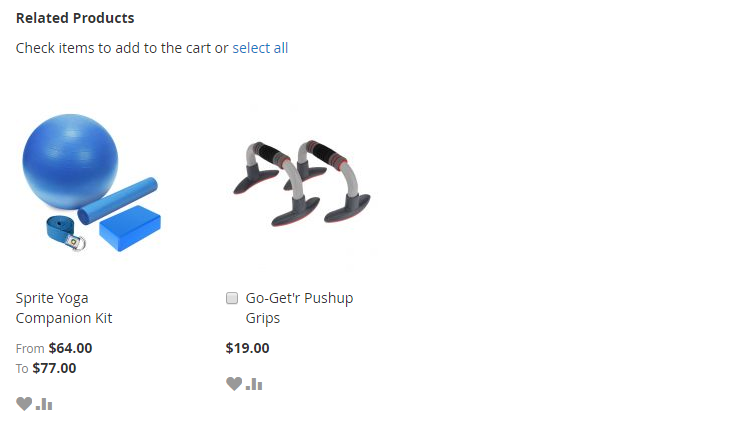 Related Products
Check items to add to the cart or select all
Sprite Yoga
Companion Kit
From $64.00
To $77.00
Go-Get'r Pushup
Grips
$19.00